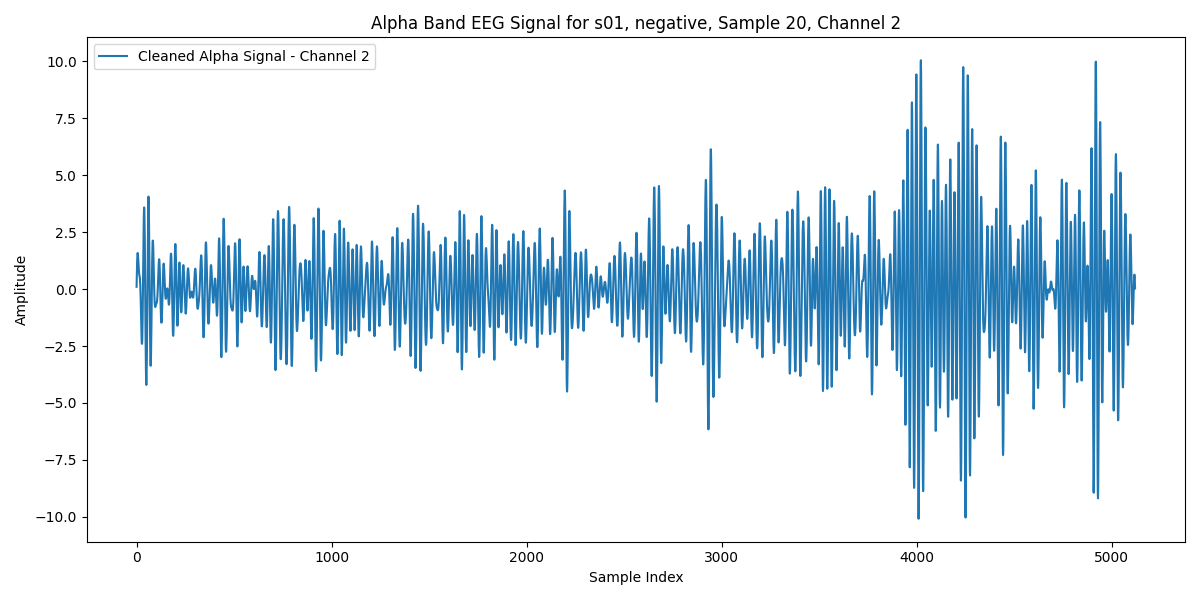 Alpha Band EEG Signal for s01, negative, Sample 20, Channel 2
Cleaned Alpha Signal - Channel 2
10.0
7.5
5.0
2.5
0.0
−2.5
−5.0
−7.5
−10.0
Amplitude
0 1000 2000 3000 4000 5000
Sample Index